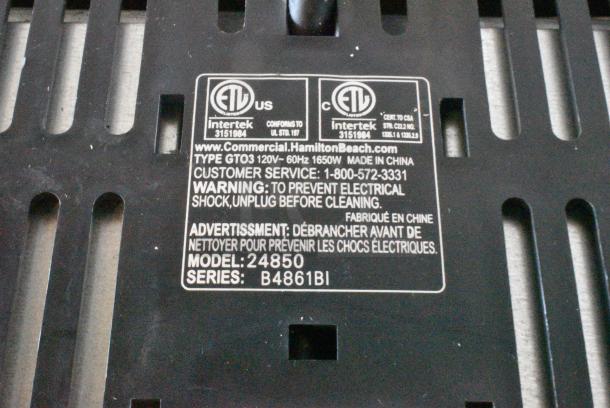 ETL US
Intertek
3151984
CONFORMS TO
UL STD. 197
C ETL
Intertek
3151984
CERT. TO CSA
STD. C22.2 NO.
www.Commercial.HamiltonBeach.com
TYPE GTO3 120V~ 60Hz 1650W MADE IN CHINA
CUSTOMER SERVICE: 1-800-572-3331
WARNING: TO PREVENT ELECTRICAL
SHOCK,UNPLUG BEFORE CLEANING.
FABRIQUÉ EN CHINE
ADVERTISSEMENT: DÉBRANCHER AVANT DE
NETTOYER POUR PRÉVENIR LES CHOCS ÉLECTRIQUES.
MODEL: 24850
SERIES: B4861BI